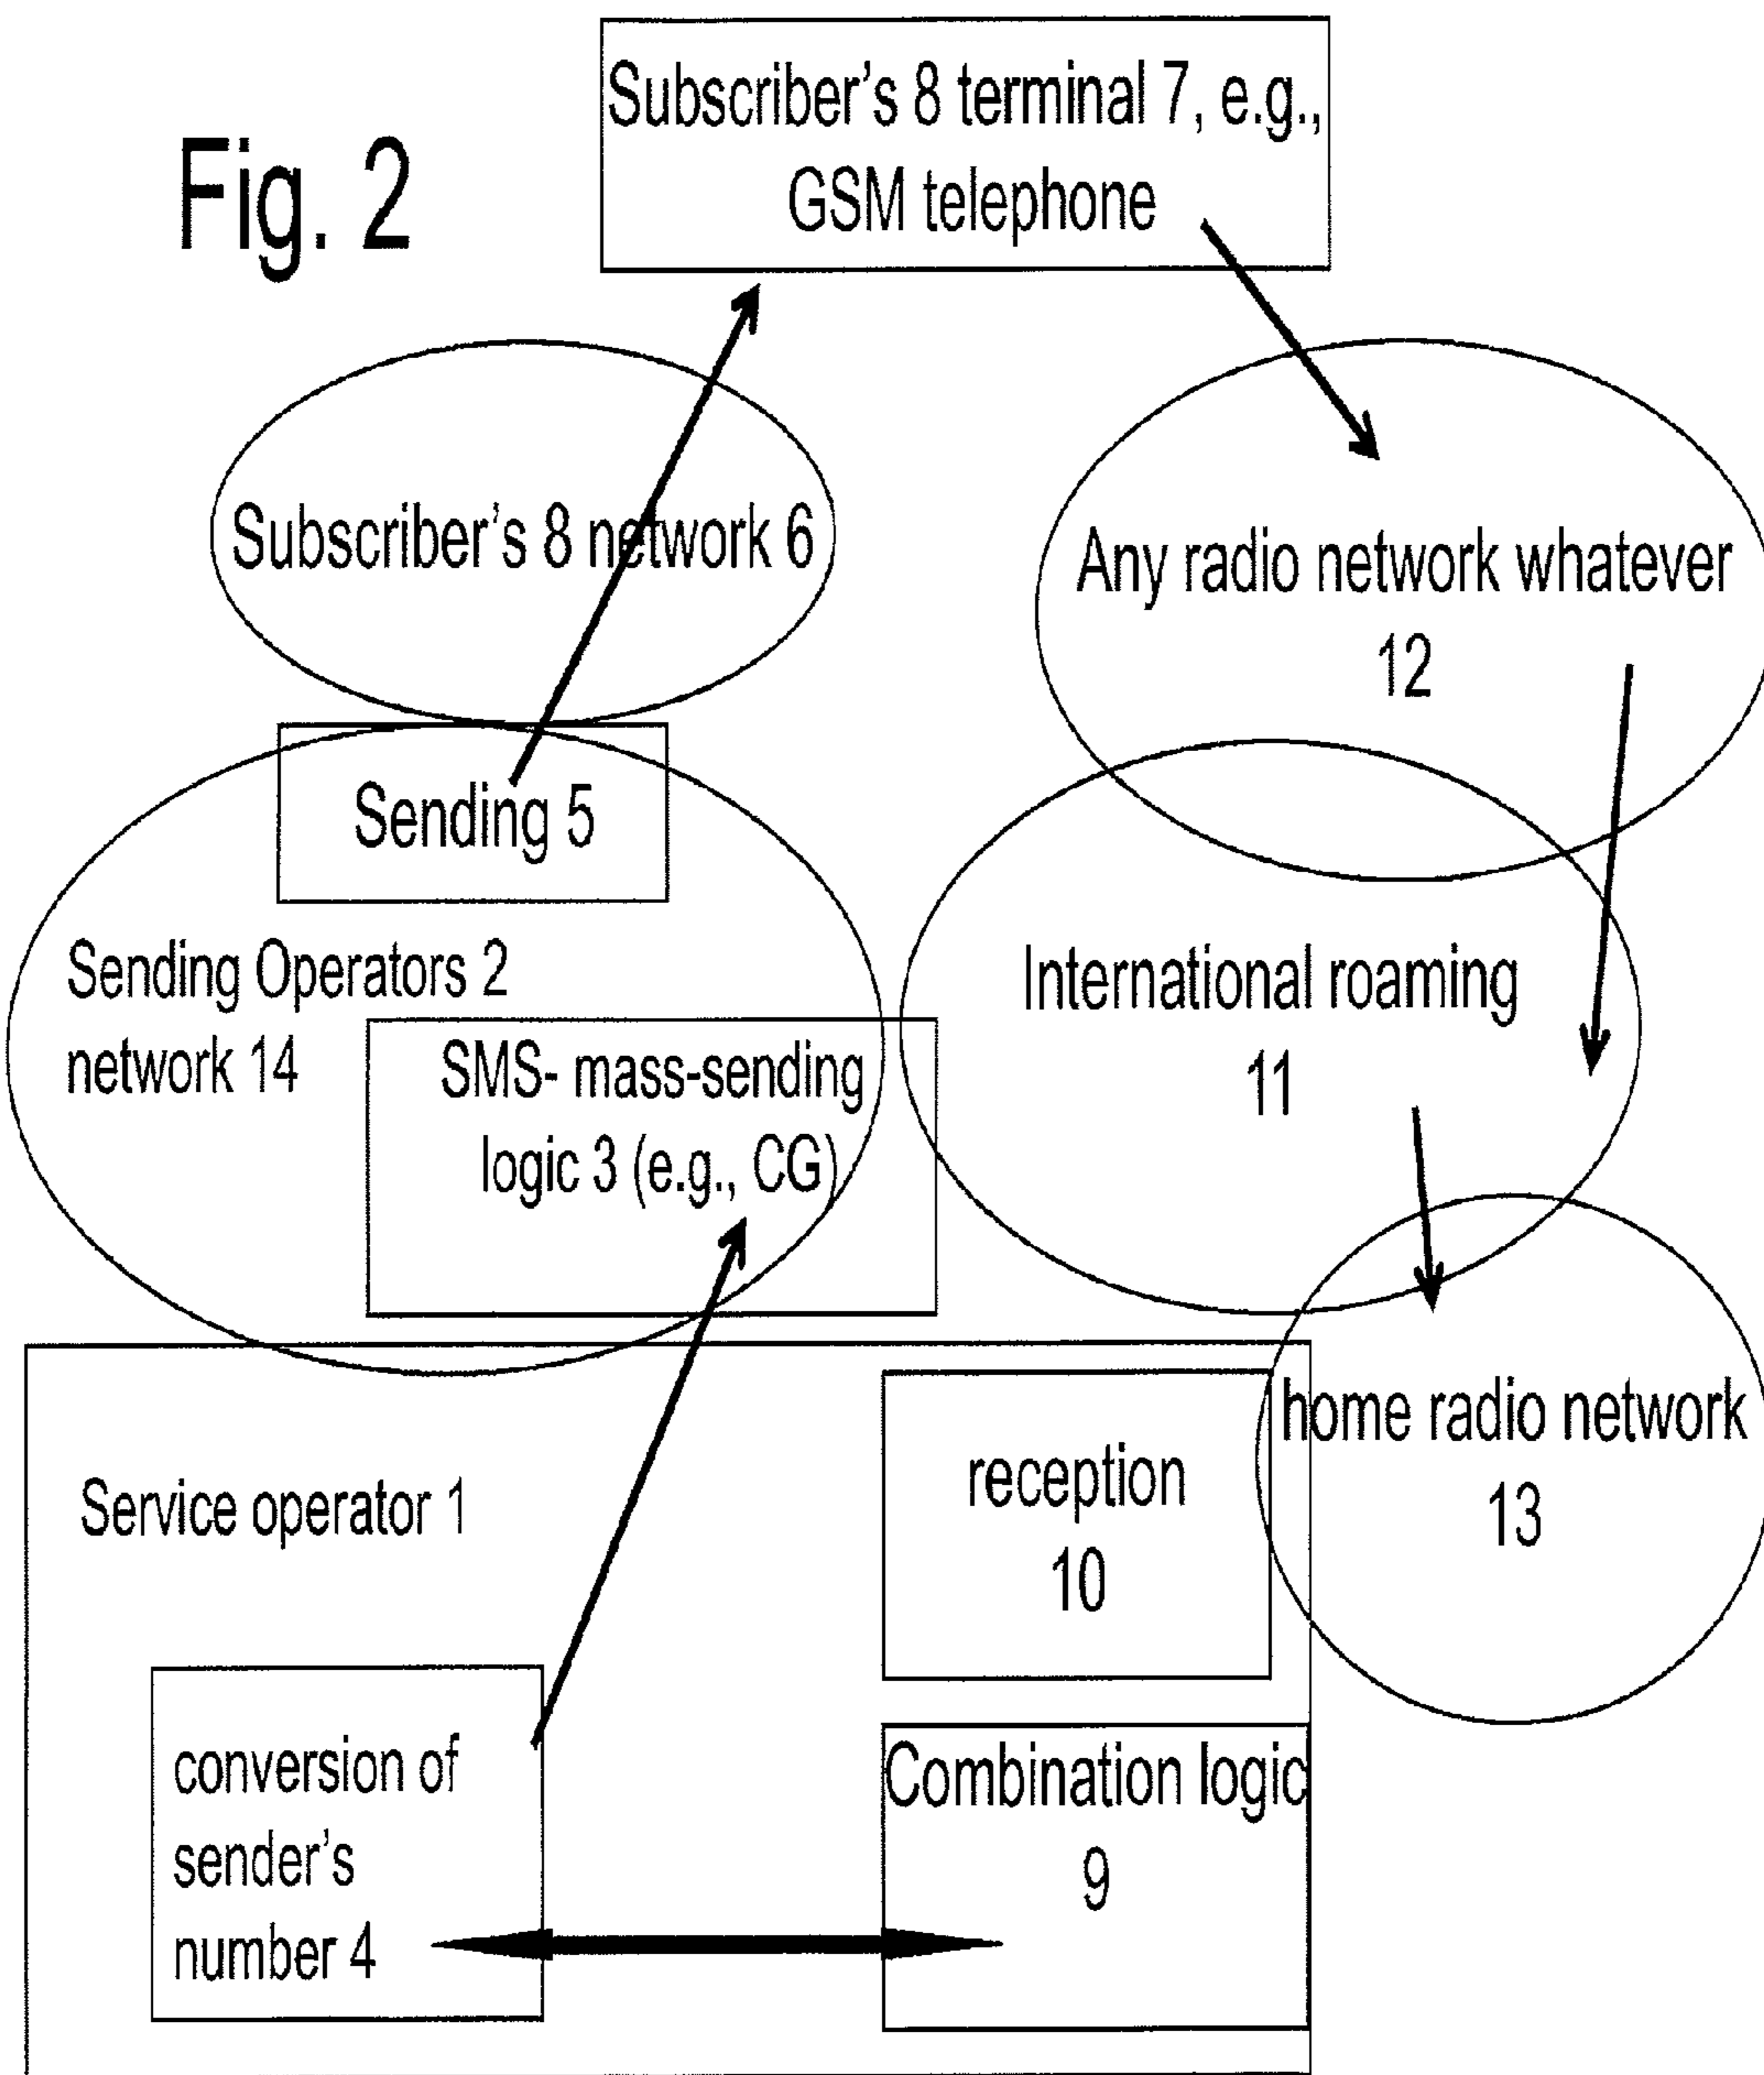 Fig. 2
Subscriber's 8 terminal 7, e.g.,
GSM telephone
Subscriber's 8 network 6
Any radio network whatever
12
Sending 5
Sending Operators 2
network 14
SMS- mass-sending
logic 3 (e.g., CG)
International roaming
11
home radio network
13
Service operator 1
reception
10
conversion of
sender's
number 4
Combination logic
9